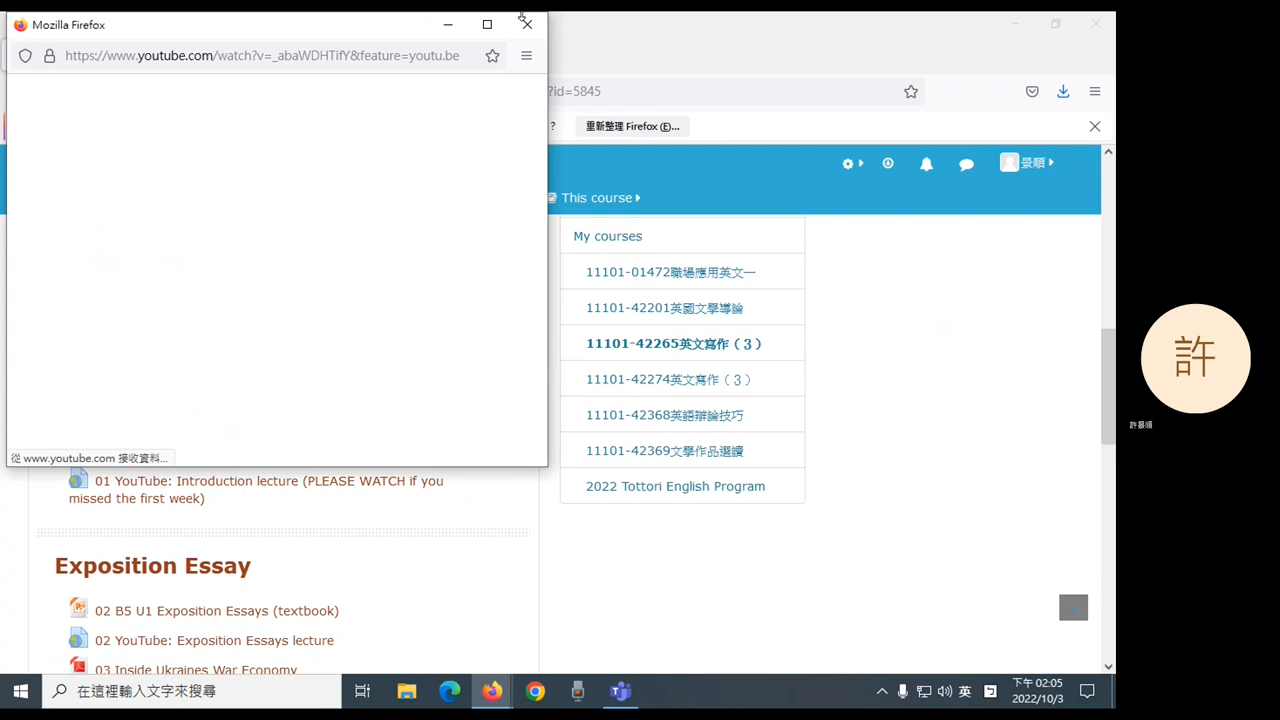 Mozilla Firefox
https://www.youtube.com/watch?v=_abaWDHTifY&feature=youtu.be
?id=5845
?
重新整理 Firefox (E)...
景順
This course
My courses
11101-01472職場應用英文一
11101-42201英國文學導論
11101-42265英文寫作（3）
11101-42274英文寫作（3）
11101-42368英語辯論技巧
11101-42369文學作品選讀
2022 Tottori English Program
許
許景順
從 www.youtube.com 接收資料...
01 YouTube: Introduction lecture (PLEASE WATCH if you
missed the first week)
Exposition Essay
02 B5 U1 Exposition Essays (textbook)
02 YouTube: Exposition Essays lecture
03 Inside Ukraines War Economy
在這裡輸入文字來搜尋
英
下午 02:05
2022/10/3